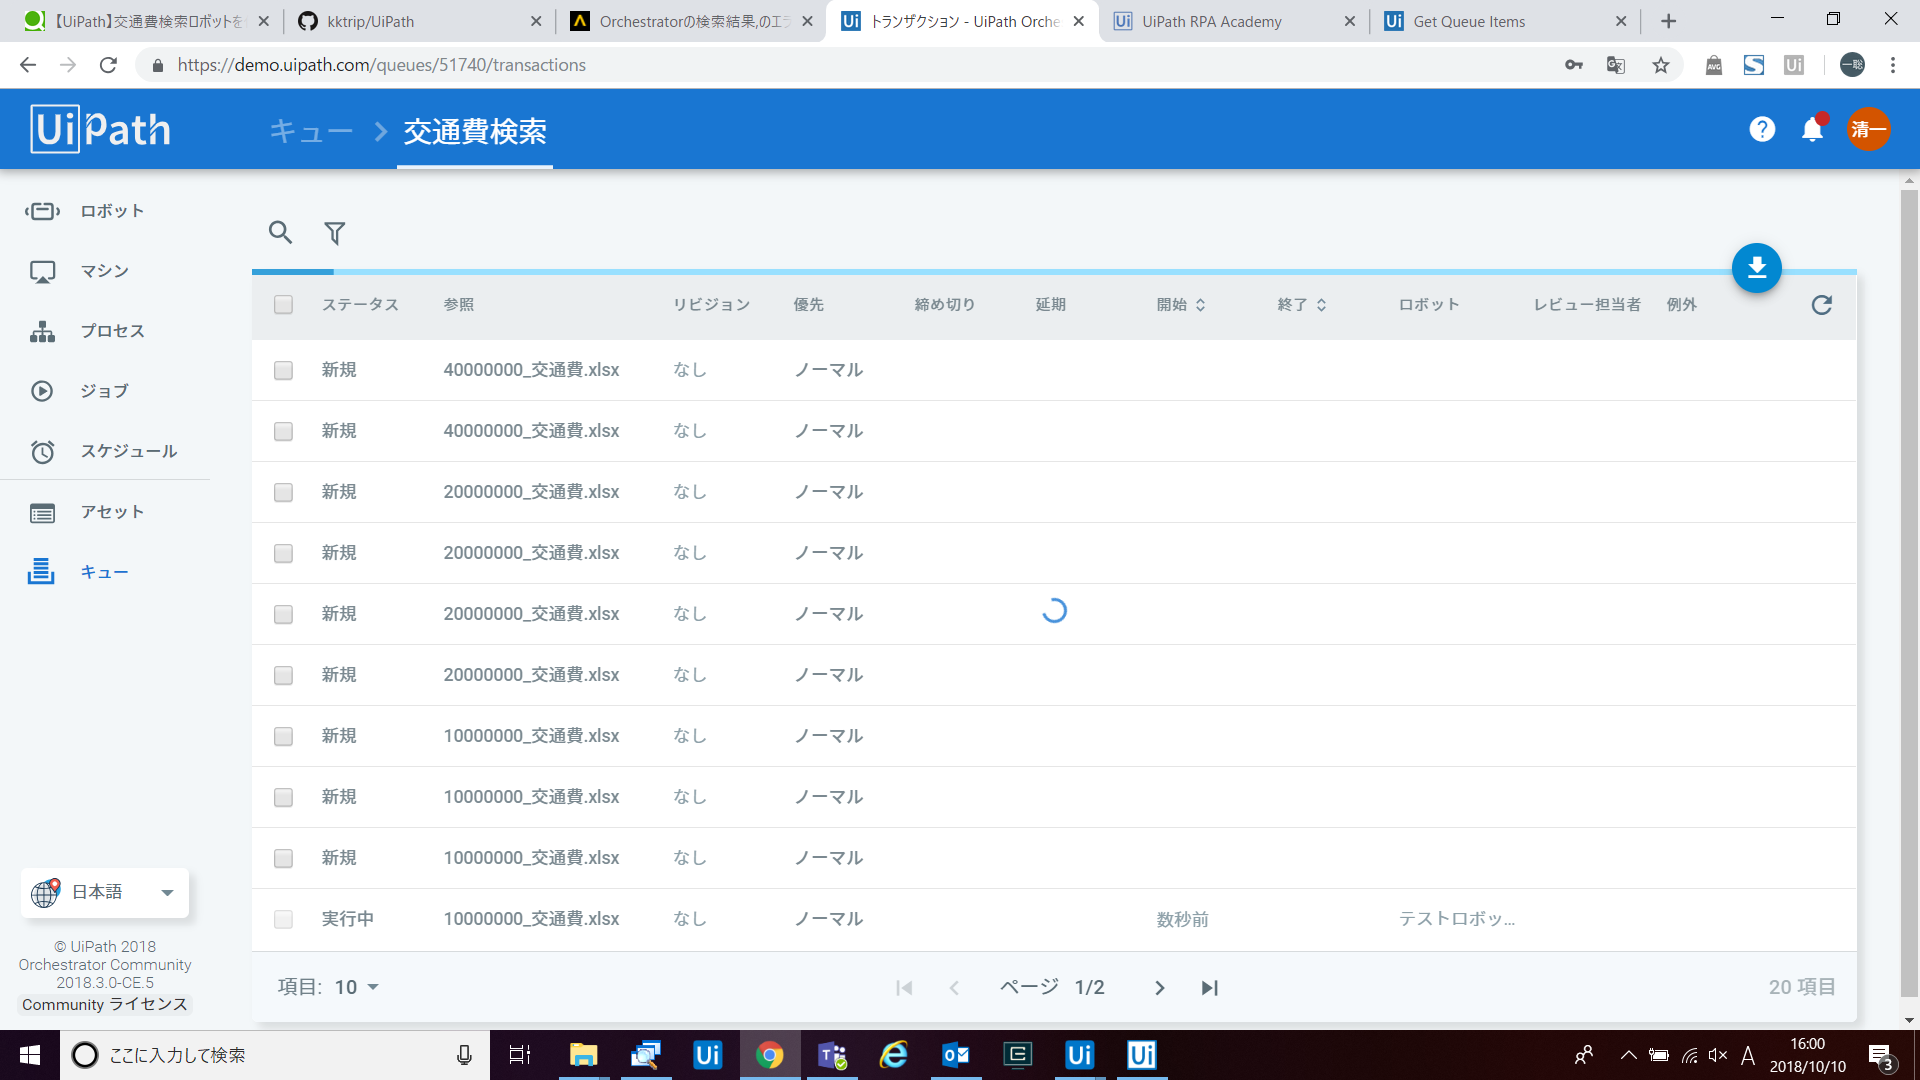 【UiPath】交通費検索ロボットを
kktrip/UiPath
Orchestratorの検索結果,のエラ
トランザクション - UiPath Orche
UiPath RPA Academy
Get Queue Items
https://demo.uipath.com/queues/51740/transactions
UiPath
キュー
交通費検索
清一
ロボット
マシン
プロセス
ジョブ
スケジュール
アセット
キュー
ステータス 参照 リビジョン 優先 締め切り 延期 開始 終了 ロボット レビュー担当者 例外
新規 40000000_交通費.xlsx なし ノーマル
新規 40000000_交通費.xlsx なし ノーマル
新規 20000000_交通費.xlsx なし ノーマル
新規 20000000_交通費.xlsx なし ノーマル
新規 20000000_交通費.xlsx なし ノーマル
新規 20000000_交通費.xlsx なし ノーマル
新規 10000000_交通費.xlsx なし ノーマル
新規 10000000_交通費.xlsx なし ノーマル
新規 10000000_交通費.xlsx なし ノーマル
実行中 10000000_交通費.xlsx なし ノーマル 数秒前 テストロボッ...
項目: 10
ページ 1/2
20 項目
日本語
© UiPath 2018
Orchestrator Community
2018.3.0-CE.5
Community ライセンス
ここに入力して検索
A
16:00
2018/10/10
3